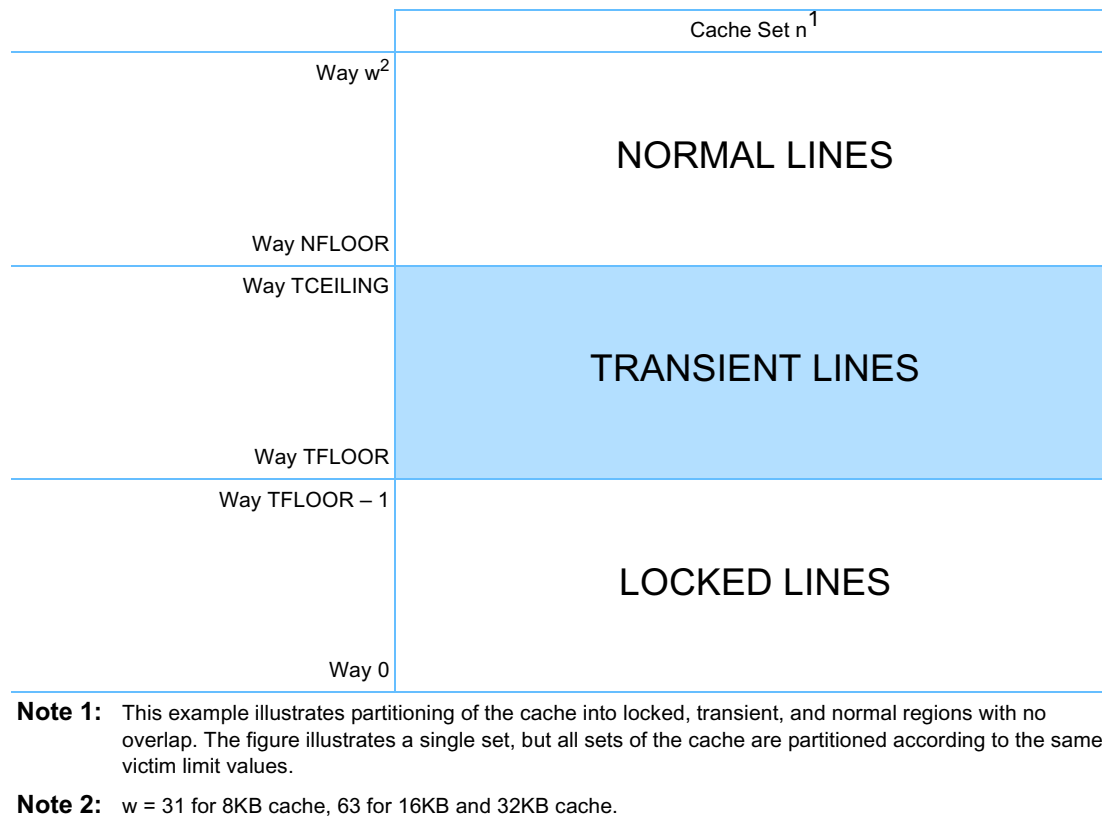 Cache Set n1
Way w2
NORMAL LINES
Way NFLOOR
Way TCEILING
TRANSIENT LINES
Way TFLOOR
Way TFLOOR – 1
LOCKED LINES
Way 0
Note 1: This example illustrates partitioning of the cache into locked, transient, and normal regions with no
overlap. The figure illustrates a single set, but all sets of the cache are partitioned according to the same
victim limit values.
Note 2: w = 31 for 8KB cache, 63 for 16KB and 32KB cache.